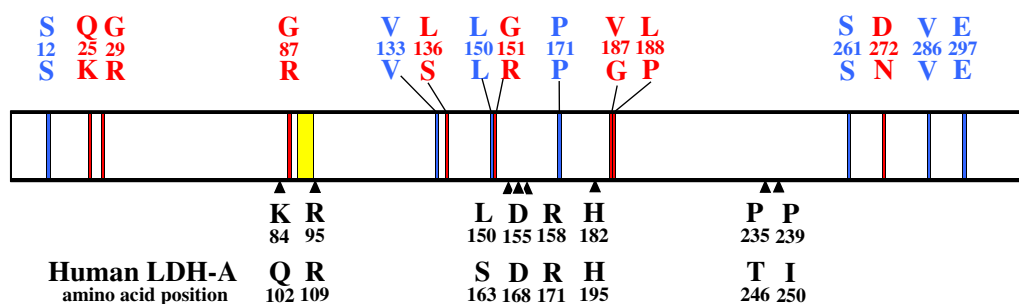 S Q G G V L L G P V L S D V E
12 25 29 87 133 136 150 151 171 187 188 261 272 286 297
S K R R V S L R P G P S N V E
K R L D R H P P
84 95 150 155 158 182 235 239
Human LDH-A Q R S D R H T I
amino acid position 102 109 163 168 171 195 246 250